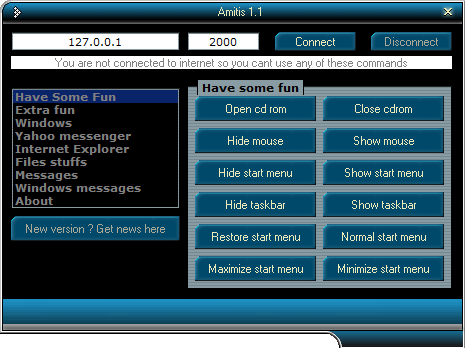 Amitis 1.1
127.0.0.1 2000 Connect Disconnect
You are not connected to internet so you cant use any of these commands
Have Some Fun
Extra fun
Windows
Yahoo messenger
Internet Explorer
Files stuffs
Messages
Windows messages
About
New version ? Get news here
Have some fun
Open cd rom Close cdrom
Hide mouse Show mouse
Hide start menu Show start menu
Hide taskbar Show taskbar
Restore start menu Normal start menu
Maximize start menu Minimize start menu